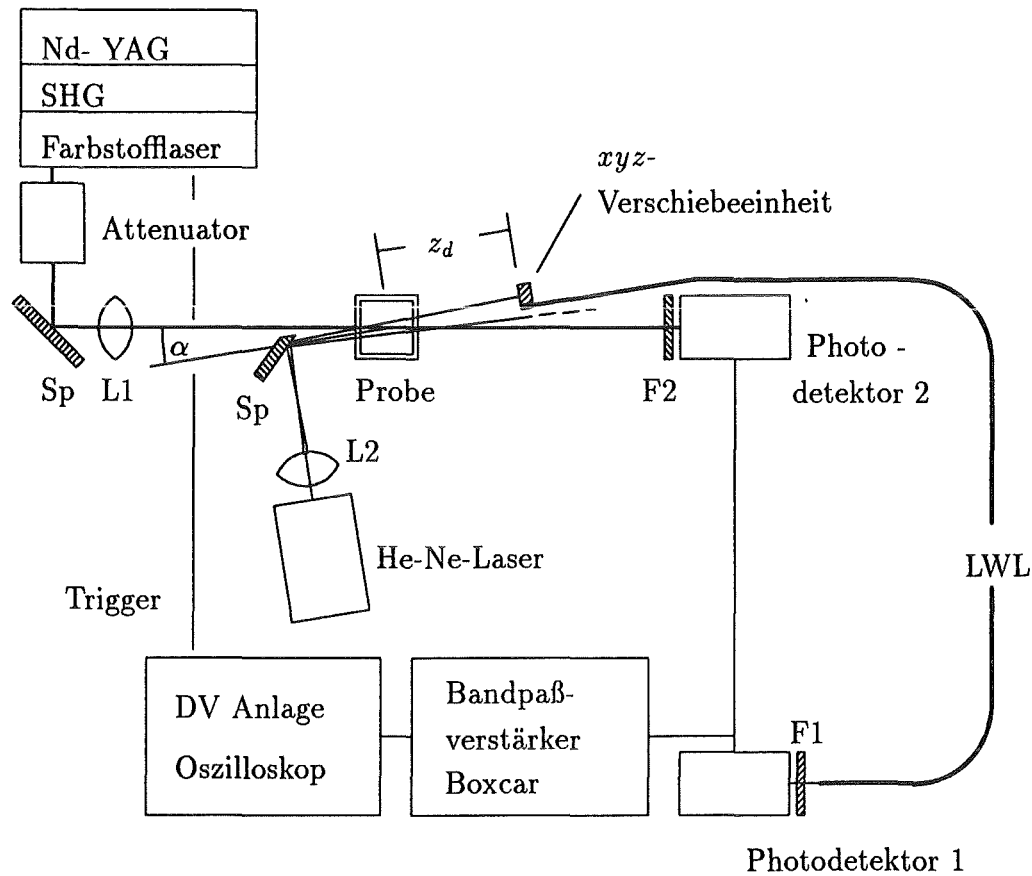 Nd- YAG
SHG
Farbstofflaser
Attenuator
xyz-
Verschiebeeinheit
z_d
α
Sp
L1
Sp
Probe
F2
Photo -
detektor 2
L2
He-Ne-Laser
LWL
Trigger
DV Anlage
Oszilloskop
Bandpaß-
verstärker
Boxcar
F1
Photodetektor 1